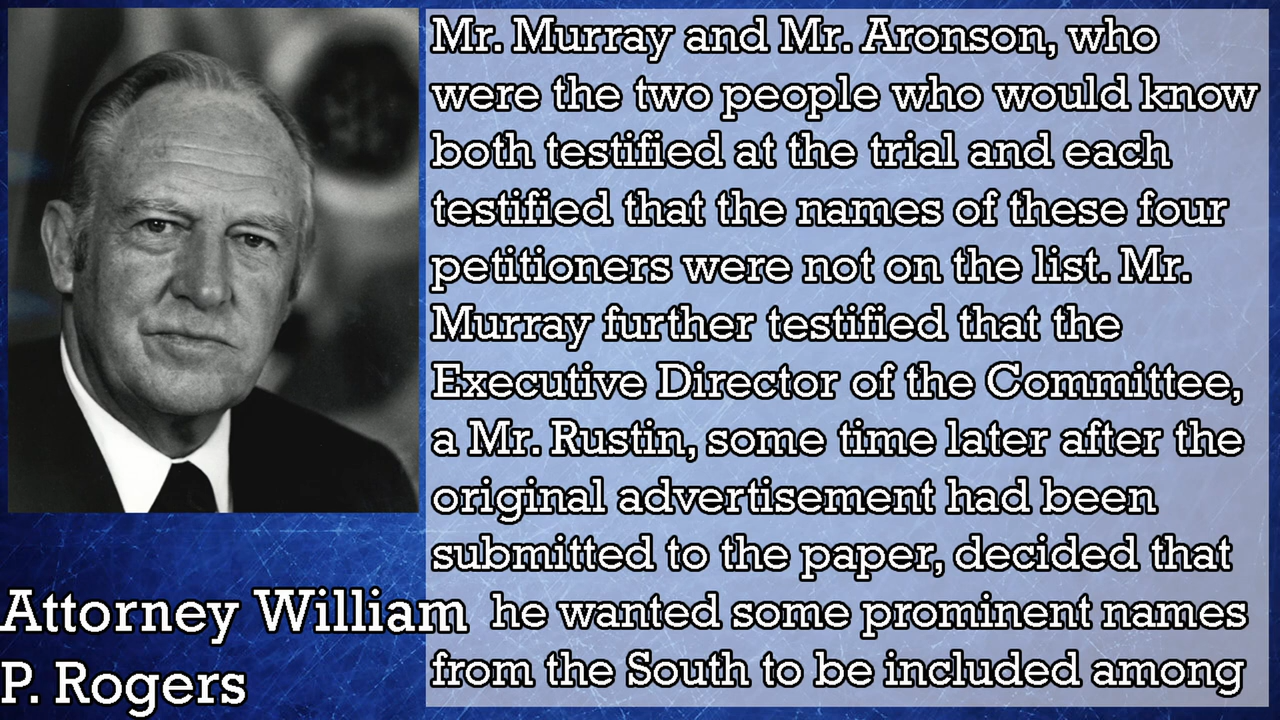 Mr. Murray and Mr. Aronson, who
were the two people who would know
both testified at the trial and each
testified that the names of these four
petitioners were not on the list. Mr.
Murray further testified that the
Executive Director of the Committee,
a Mr. Rustin, some time later after the
original advertisement had been
submitted to the paper, decided that
he wanted some prominent names
from the South to be included among
Attorney William
P. Rogers